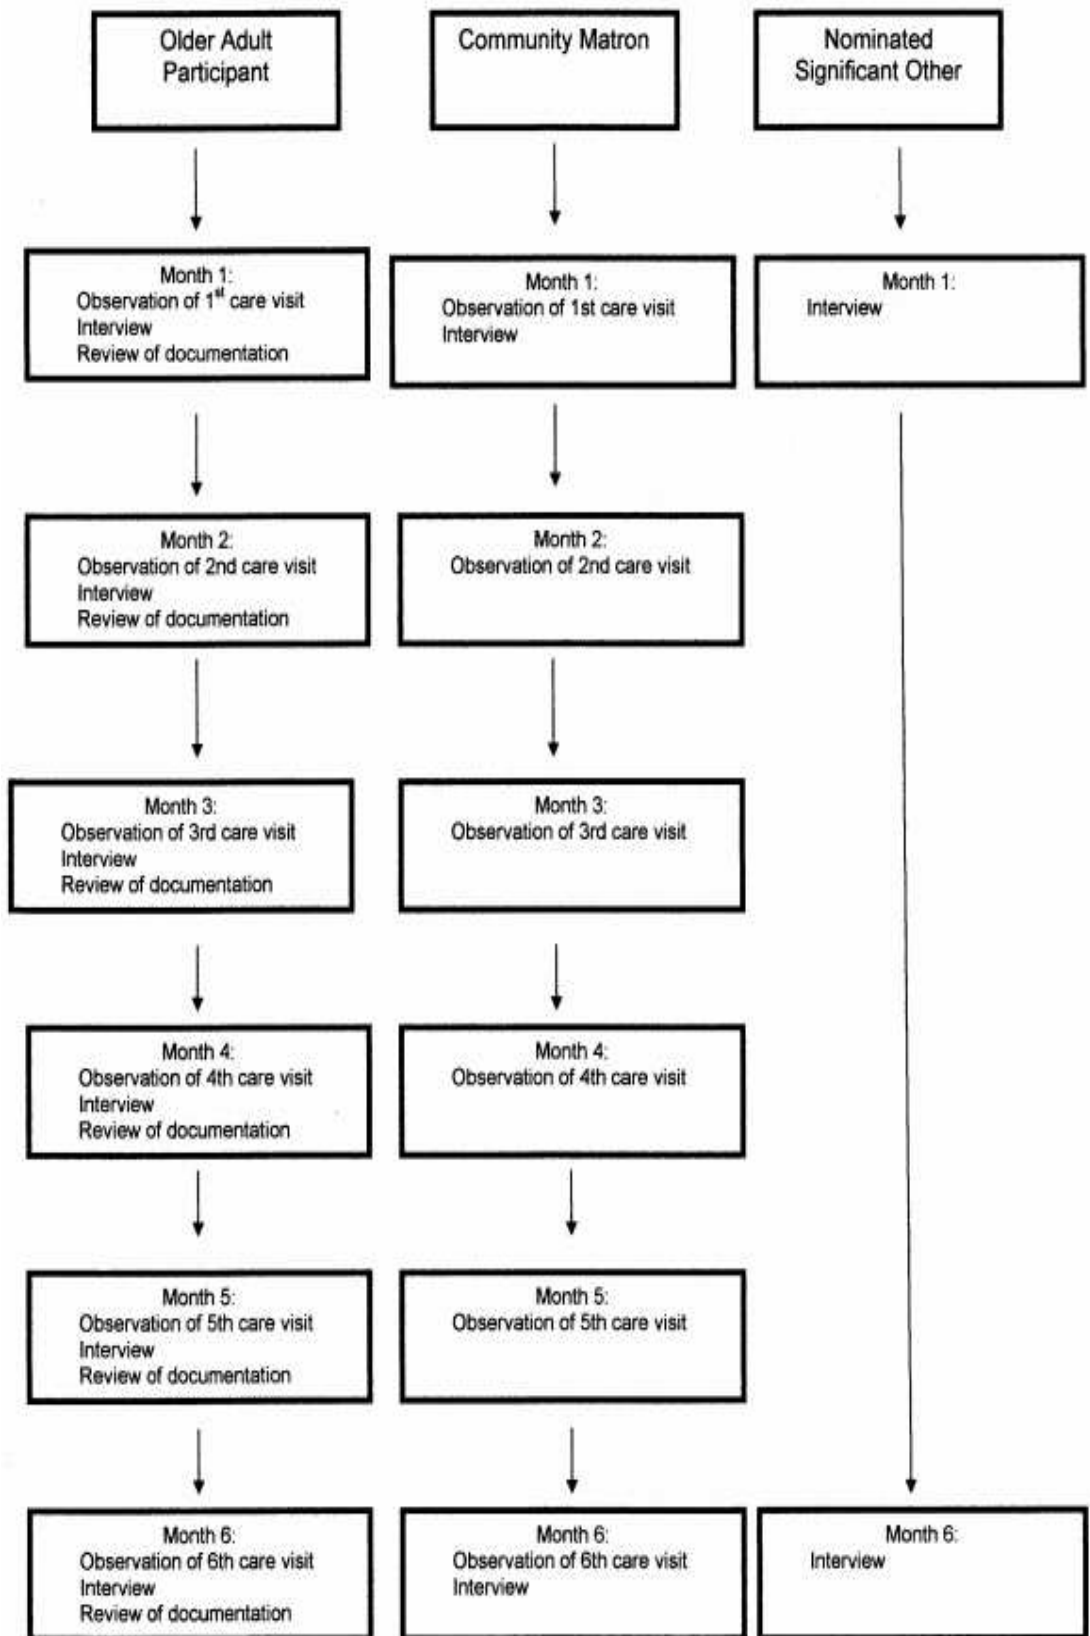 Older Adult
Participant
Community Matron
Nominated
Significant Other
Month 1:
Observation of 1st care visit
Interview
Review of documentation
Month 1:
Observation of 1st care visit
Interview
Month 1:
Interview
Month 2:
Observation of 2nd care visit
Interview
Review of documentation
Month 2:
Observation of 2nd care visit
Month 3:
Observation of 3rd care visit
Interview
Review of documentation
Month 3:
Observation of 3rd care visit
Month 4:
Observation of 4th care visit
Interview
Review of documentation
Month 4:
Observation of 4th care visit
Month 5:
Observation of 5th care visit
Interview
Review of documentation
Month 5:
Observation of 5th care visit
Month 6:
Observation of 6th care visit
Interview
Review of documentation
Month 6:
Observation of 6th care visit
Interview
Month 6:
Interview